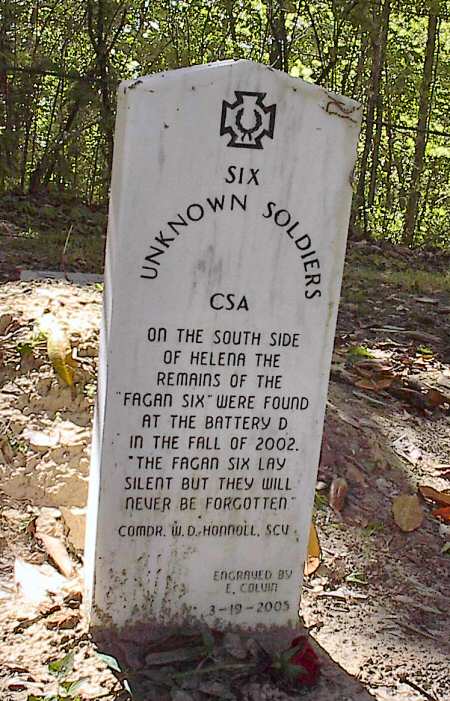 SIX
UNKNOWN SOLDIERS
CSA
ON THE SOUTH SIDE
OF HELENA THE
REMAINS OF THE
"FAGAN SIX" WERE FOUND
AT THE BATTERY D
IN THE FALL OF 2002.
"THE FAGAN SIX LAY
SILENT BUT THEY WILL
NEVER BE FORGOTTEN"
COMDR. W.D. HONNOLL, SCV
ENGRAVED BY
E. COLVIN
3-19-2005